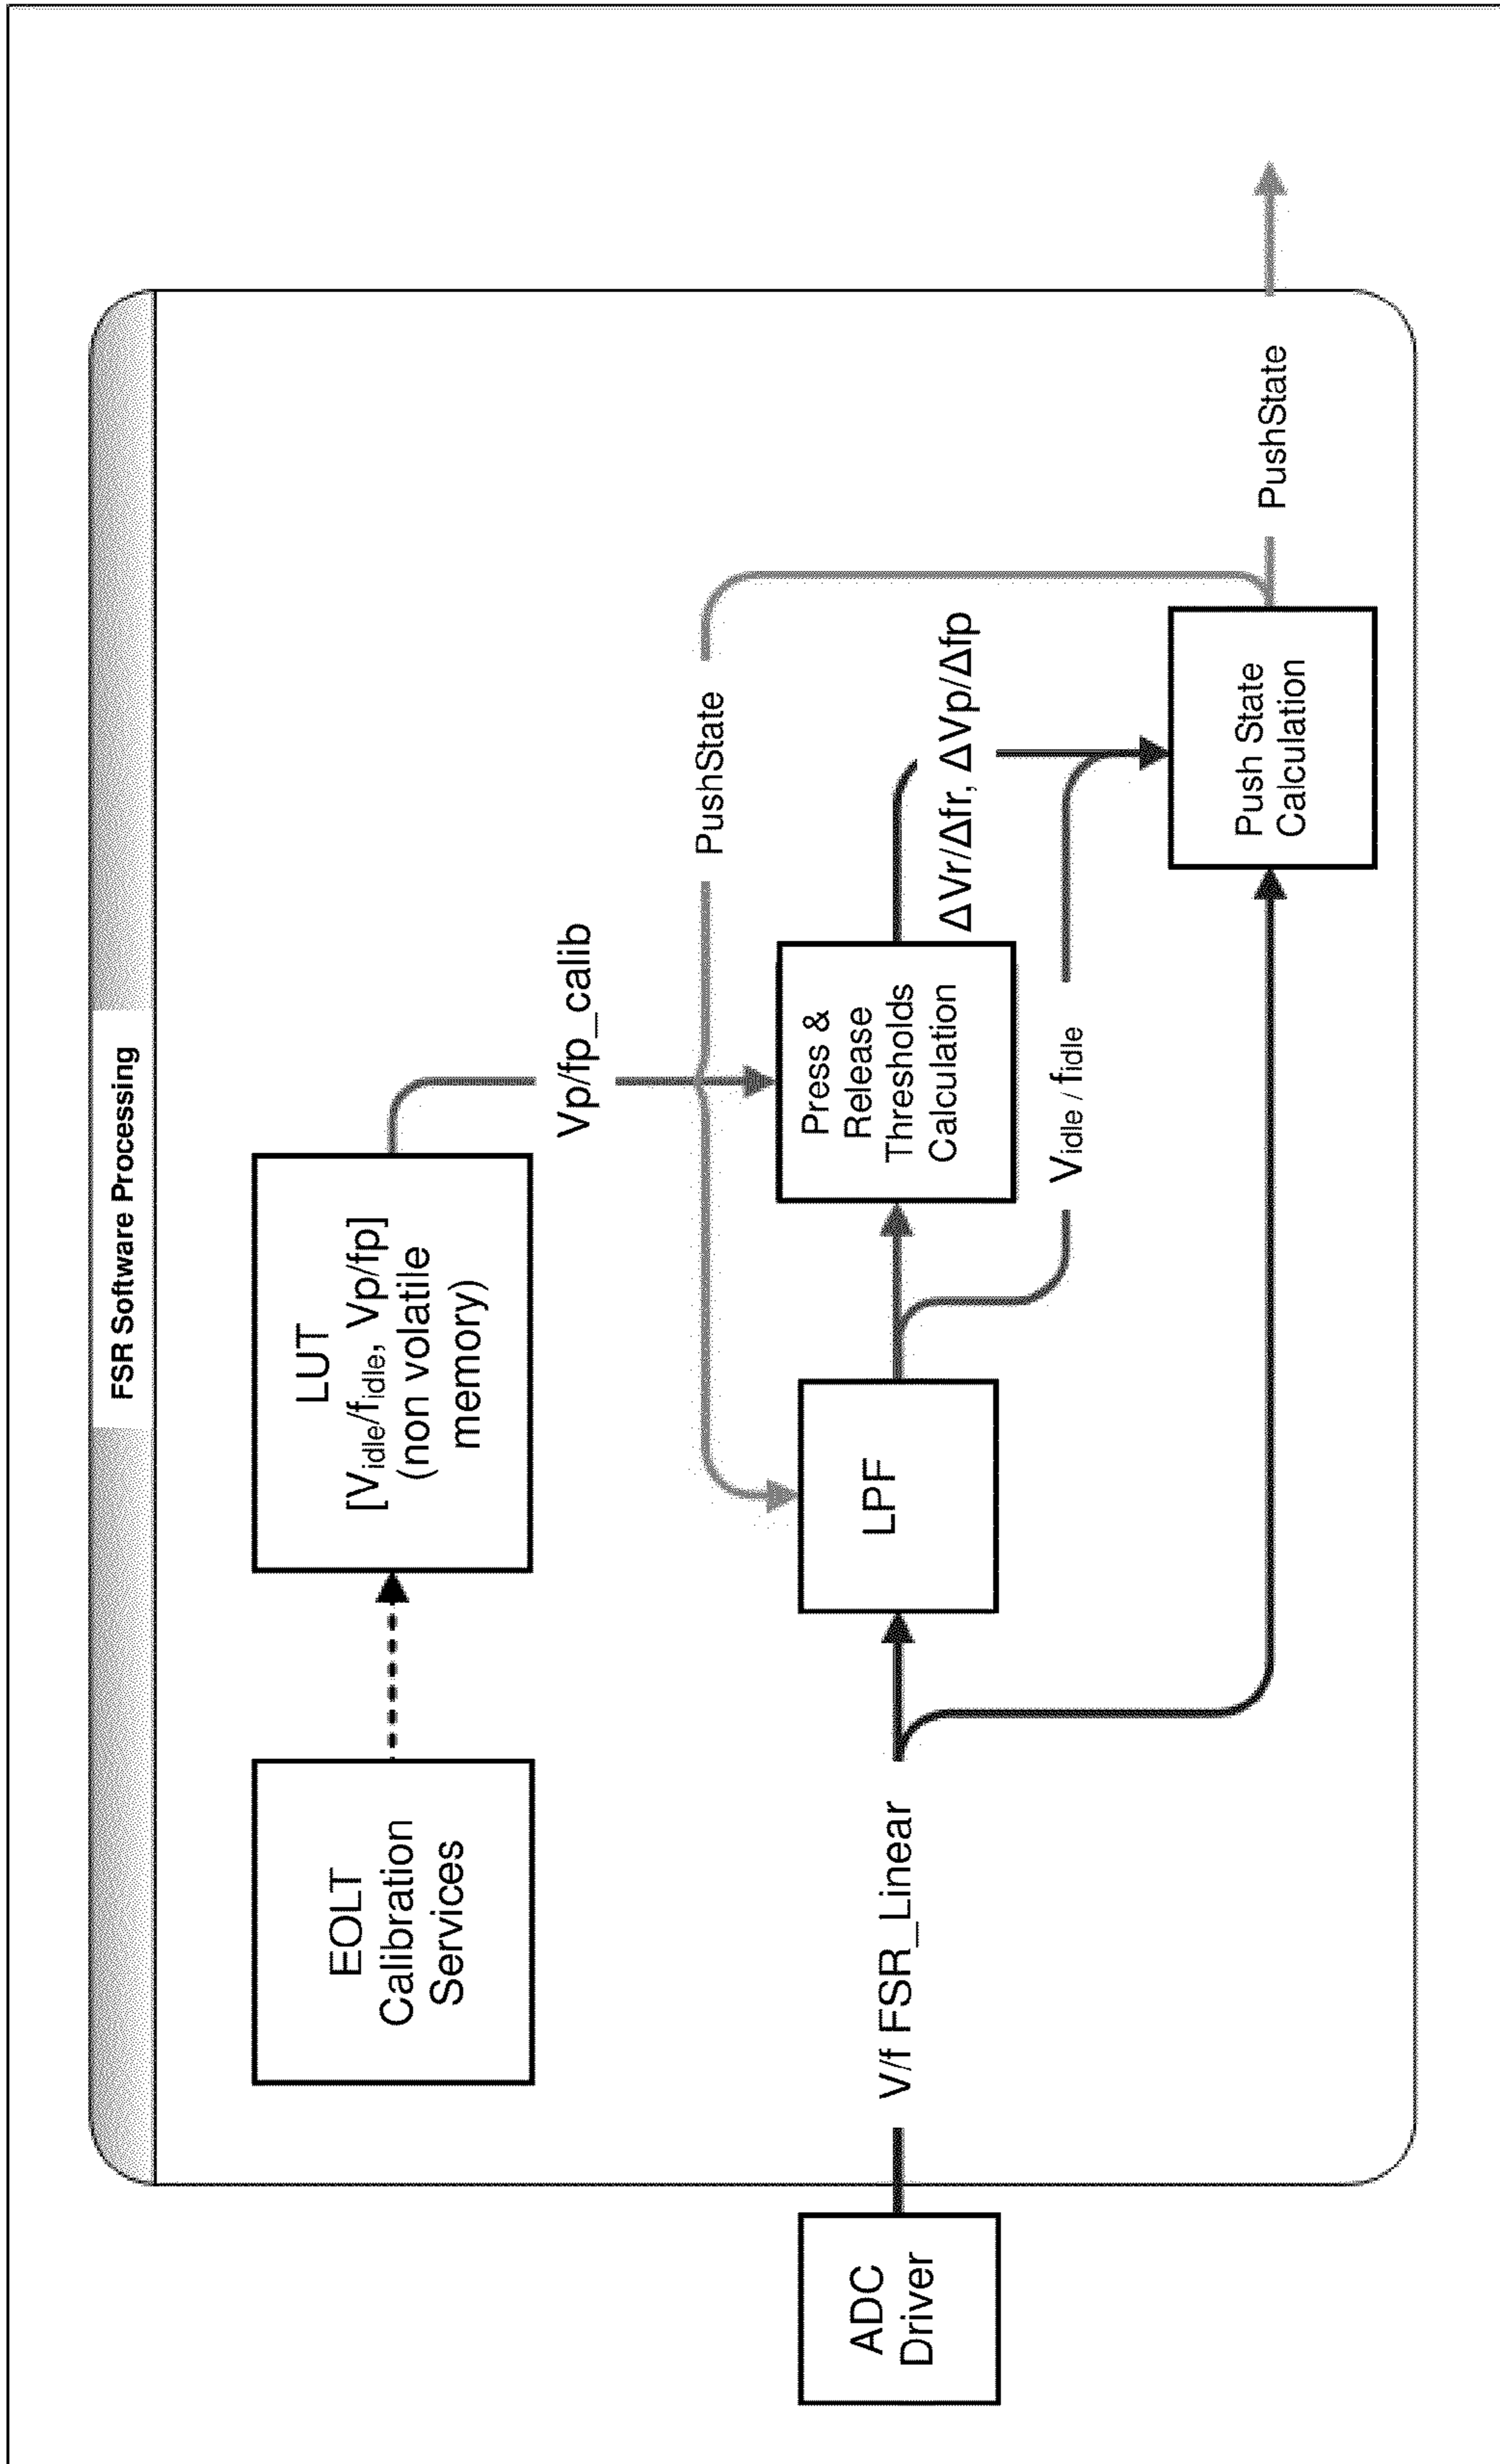 FSR Software Processing
EOLT
Calibration
Services
LUT
[Vidle/fidle, Vp/fp]
(non volatile
memory)
Vp/fp_calib
PushState
ADC
Driver
V/f FSR_Linear
LPF
Press &
Release
Thresholds
Calculation
ΔVr/Δfr, ΔVp/Δfp
Vidle / fidle
Push State
Calculation
PushState